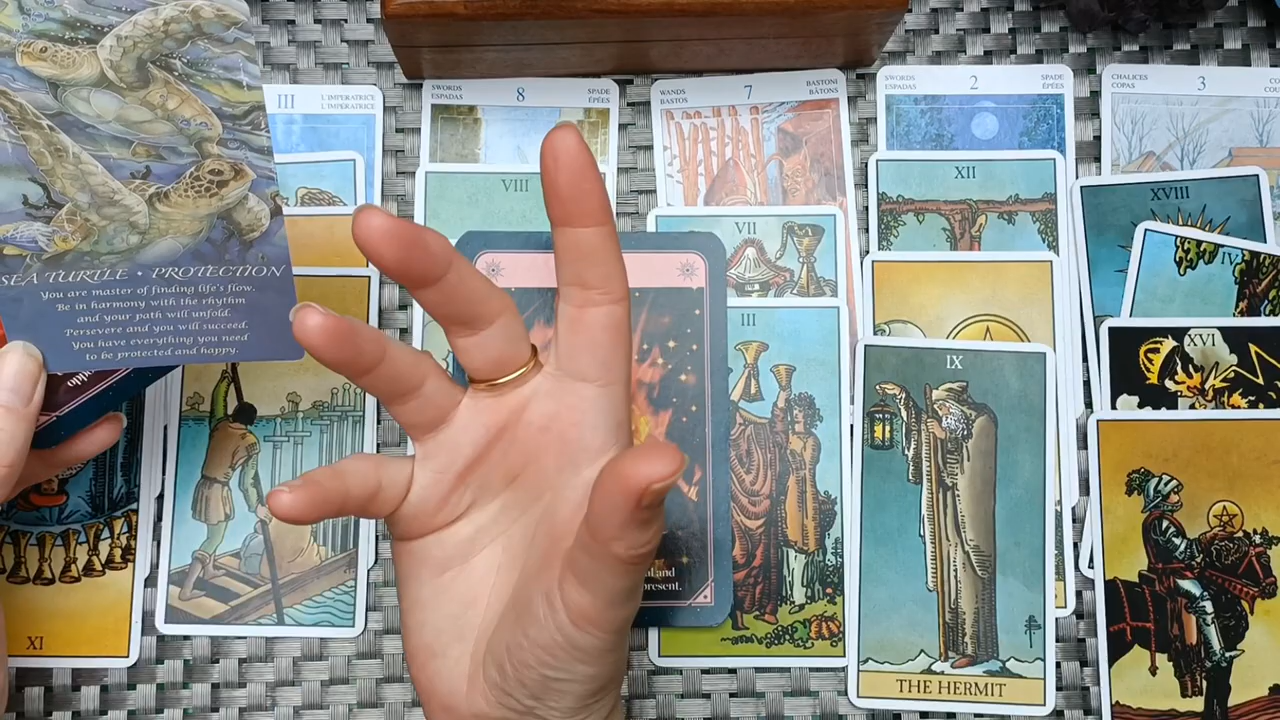 III
L'IMPERATRICE
L'IMPÉRATRICE
SWORDS
ESPADAS
8
SPADE
ÉPÉES
WANDS
BASTOS
7
BASTONI
BÂTONS
SWORDS
ESPADAS
2
SPADE
ÉPÉES
CHALICES
COPAS
3
SEA TURTLE • PROTECTION
You are master of finding life's flow.
Be in harmony with the rhythm
and your path will unfold.
Persevere and you will succeed.
You have everything you need
to be protected and happy.
VIII
VII
XII
XVIII
IV
XVI
III
IX
THE HERMIT
XI
and
present.